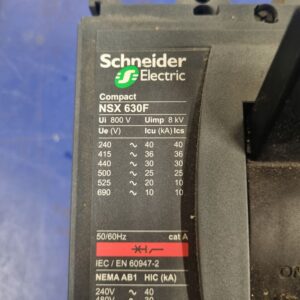 Schneider
Electric
Compact
NSX 630F
Ui 800 V Uimp 8 kV
Ue (V) Icu (kA) Ics
240 ~ 40 40
415 ~ 36 36
440 ~ 30 30
500 ~ 25 25
525 ~ 20 10
690 ~ 10 10
50/60Hz cat A
IEC / EN 60947-2
NEMA AB1 HIC (kA)
240V ~ 40
480V ~ 30